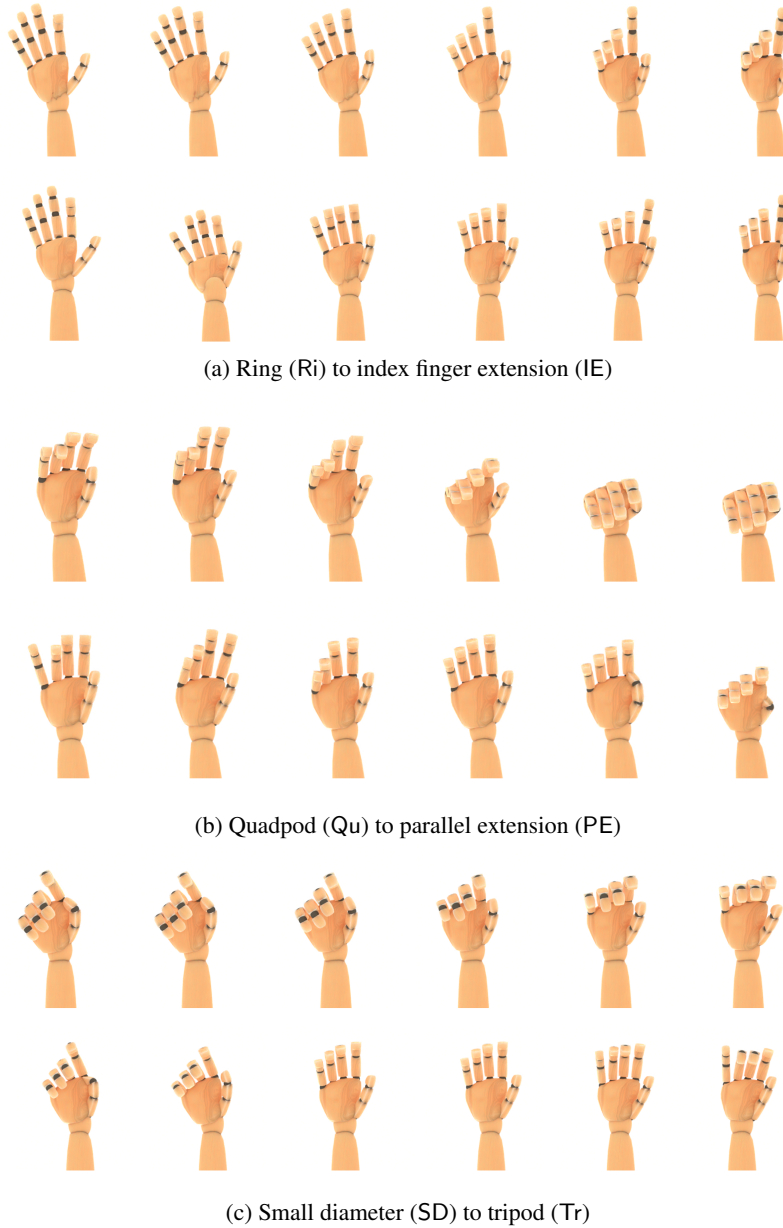 (a) Ring (Ri) to index finger extension (IE)
(b) Quadpod (Qu) to parallel extension (PE)
(c) Small diameter (SD) to tripod (Tr)